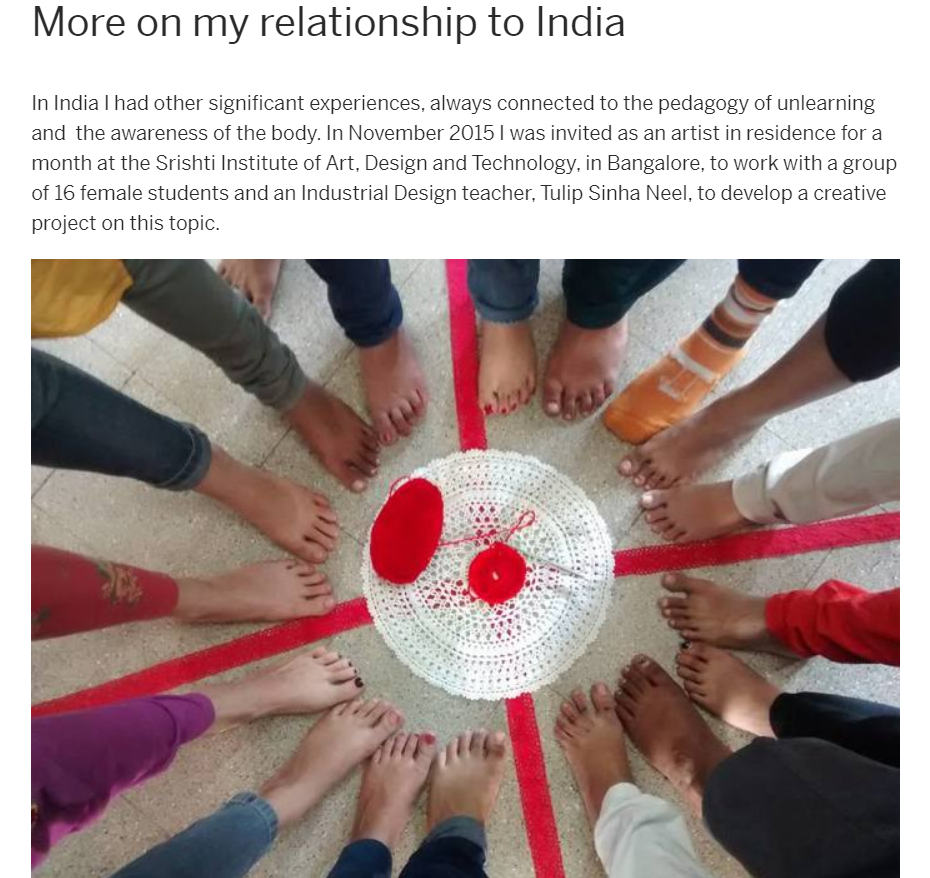 More on my relationship to India
In India I had other significant experiences, always connected to the pedagogy of unlearning
and  the awareness of the body. In November 2015 I was invited as an artist in residence for a
month at the Srishti Institute of Art, Design and Technology, in Bangalore, to work with a group
of 16 female students and an Industrial Design teacher, Tulip Sinha Neel, to develop a creative
project on this topic.